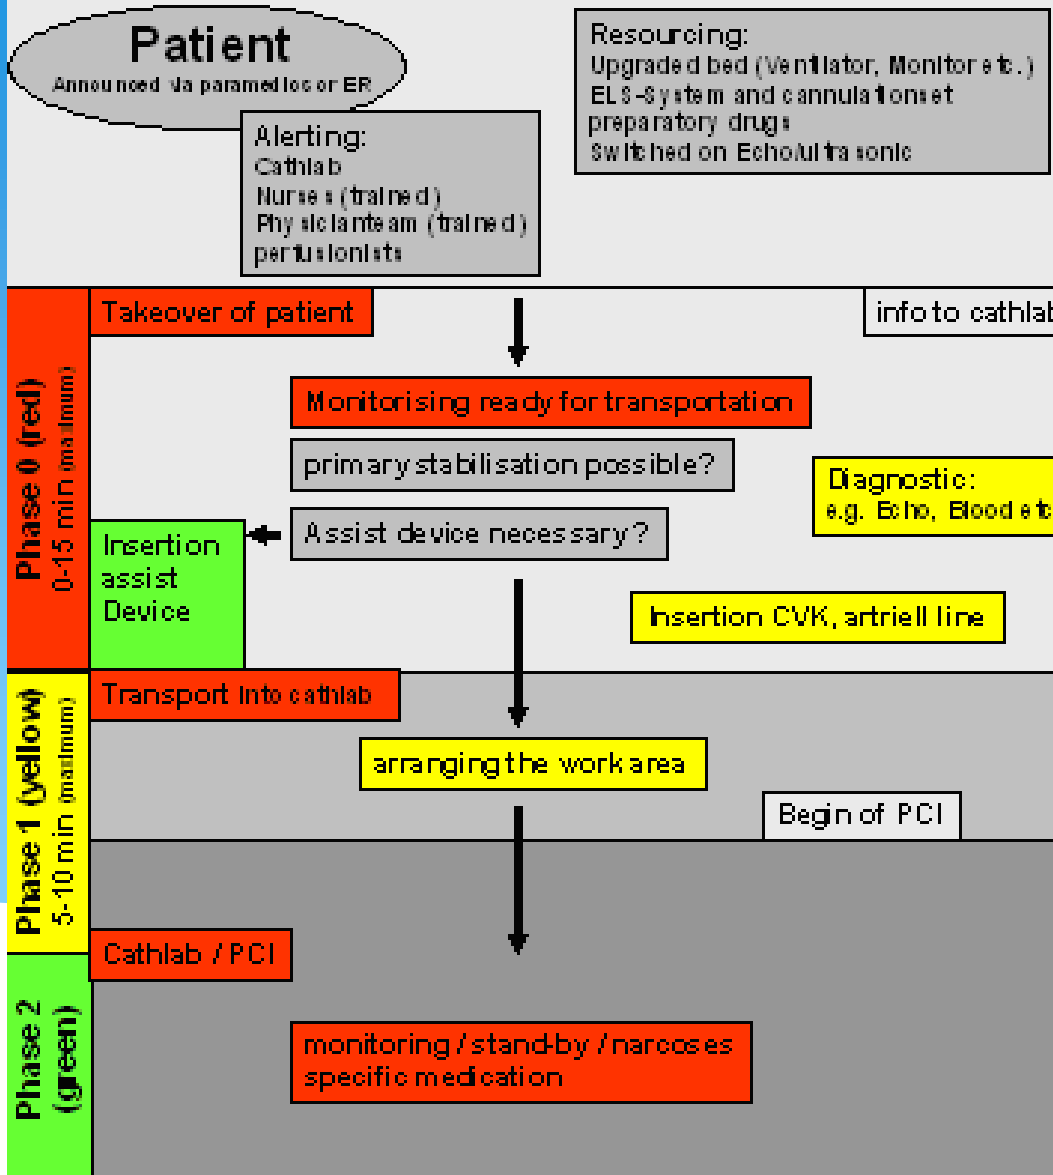 Patient
Announced via paramedics or ER
Resourcing:
Upgraded bed (Ventilator, Monitor etc.)
ELS-System and cannulationset
preparatory drugs
Switched on Echo/ultrasonic
Alerting:
Cathlab
Nurses (trained)
Physicianteam (trained)
perfusionists
Phase 0 (red)
0-15 min (maximum)
Takeover of patient
info to cathlab
Monitorising ready for transportation
primary stabilisation possible?
Diagnostic:
e.g. Echo, Blood etc
Assist device necessary?
Insertion
assist
Device
Insertion CVK, artriell line
Phase 1 (yellow)
5-10 min (maximum)
Transport into cathlab
arranging the work area
Begin of PCI
Phase 2
(green)
Cathlab / PCI
monitoring / stand-by / narcoses
specific medication